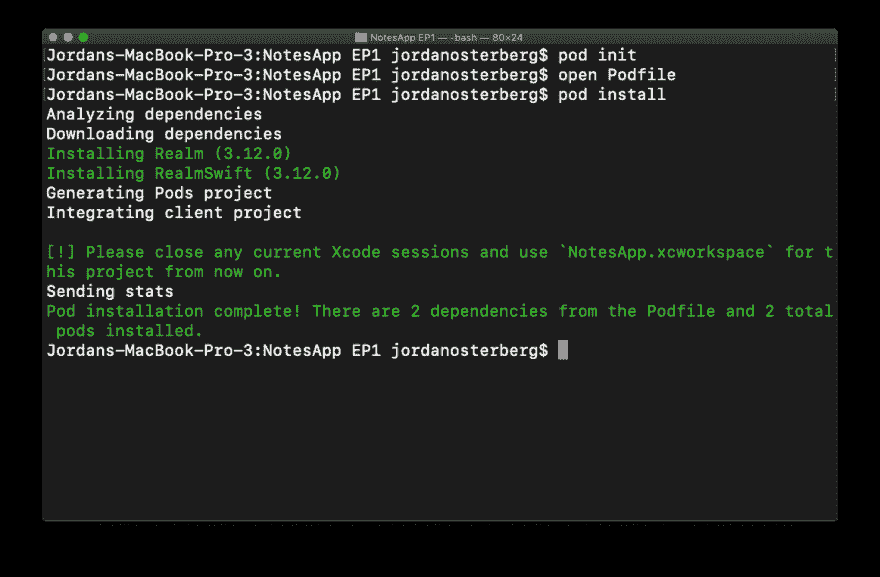 NotesApp EP1 — -bash — 80×24
Jordans-MacBook-Pro-3:NotesApp EP1 jordanosterberg$ pod init
Jordans-MacBook-Pro-3:NotesApp EP1 jordanosterberg$ open Podfile
Jordans-MacBook-Pro-3:NotesApp EP1 jordanosterberg$ pod install
Analyzing dependencies
Downloading dependencies
Installing Realm (3.12.0)
Installing RealmSwift (3.12.0)
Generating Pods project
Integrating client project
[!] Please close any current Xcode sessions and use `NotesApp.xcworkspace` for t
his project from now on.
Sending stats
Pod installation complete! There are 2 dependencies from the Podfile and 2 total
pods installed.
Jordans-MacBook-Pro-3:NotesApp EP1 jordanosterberg$